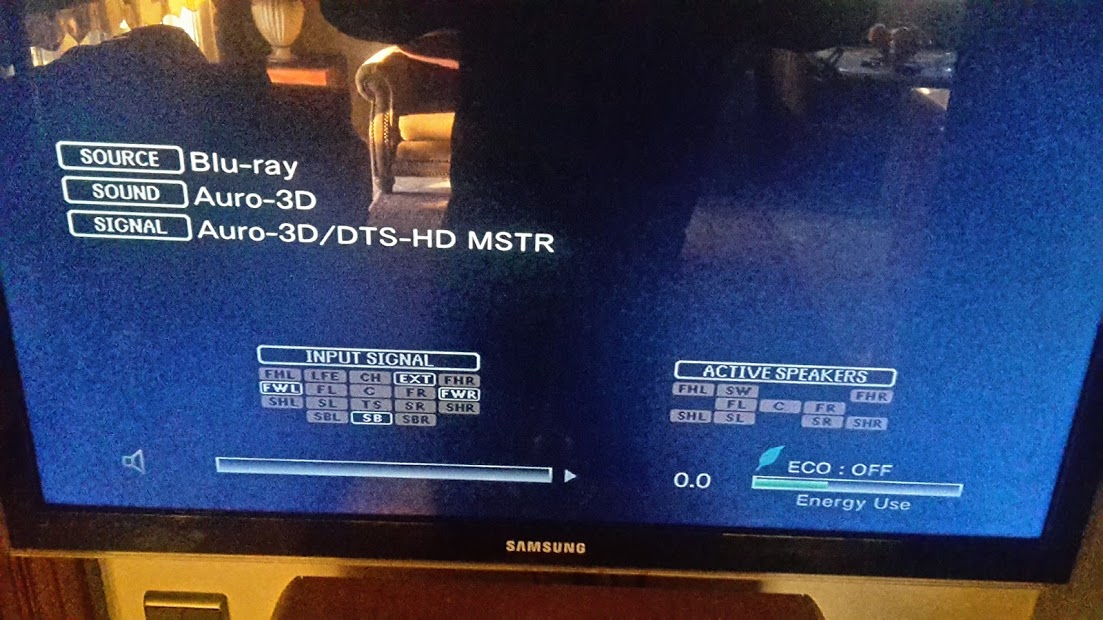 SOURCE Blu-ray
SOUND Auro-3D
SIGNAL Auro-3D/DTS-HD MSTR
INPUT SIGNAL
FHL LFE CH EXT FHR
FWL FL C FR FWR
SHL SL TS SR SHR
SBL SB SBR
ACTIVE SPEAKERS
FHL SW FHR
FL C FR
SHL SL SR SHR
0.0
ECO : OFF
Energy Use
SAMSUNG